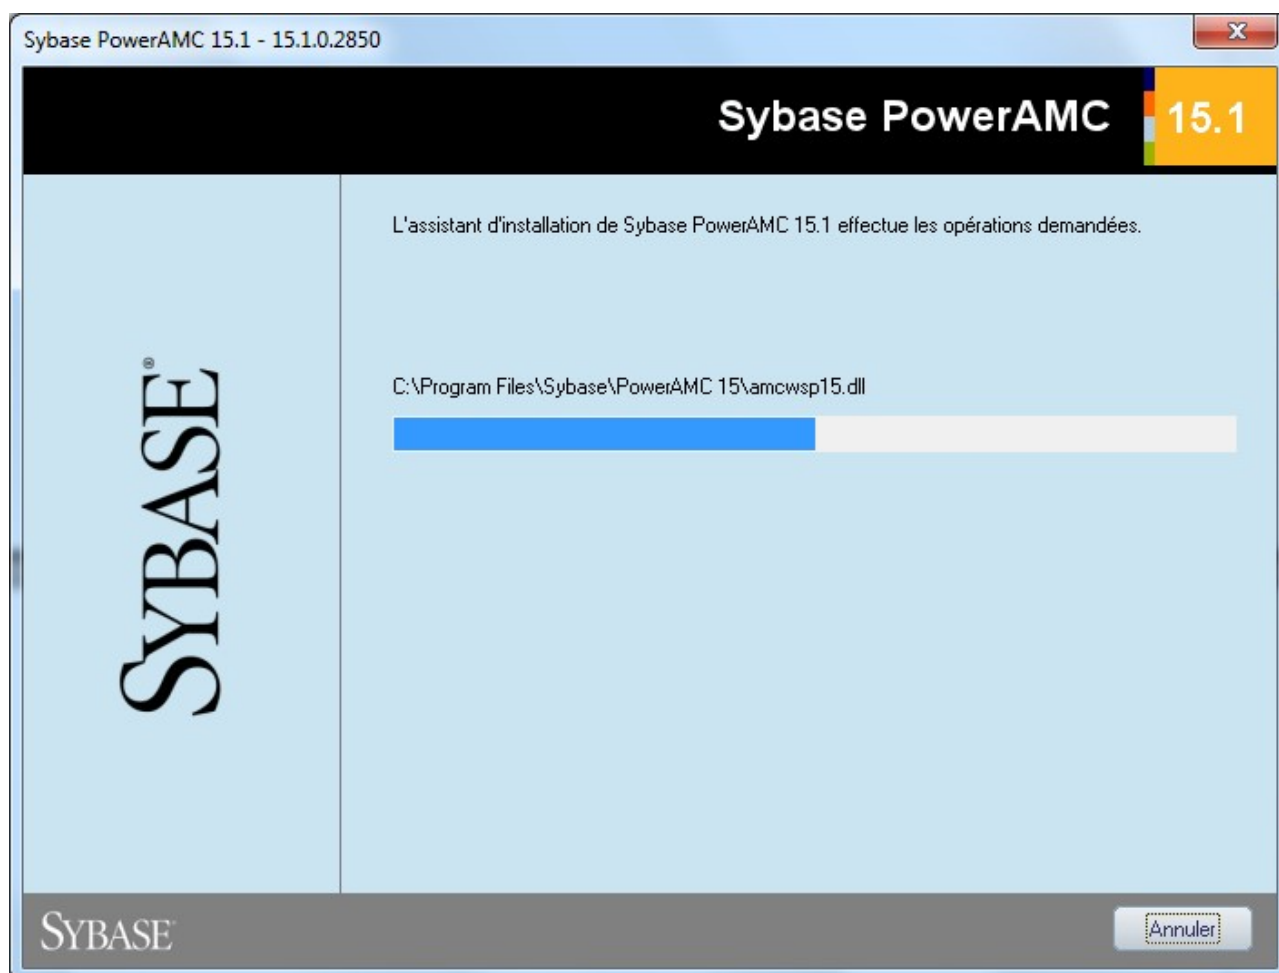 Sybase PowerAMC 15.1 - 15.1.0.2850
Sybase PowerAMC 15.1
L'assistant d'installation de Sybase PowerAMC 15.1 effectue les opérations demandées.
C:\Program Files\Sybase\PowerAMC 15\amcwsp15.dll
SYBASE®
SYBASE
Annuler